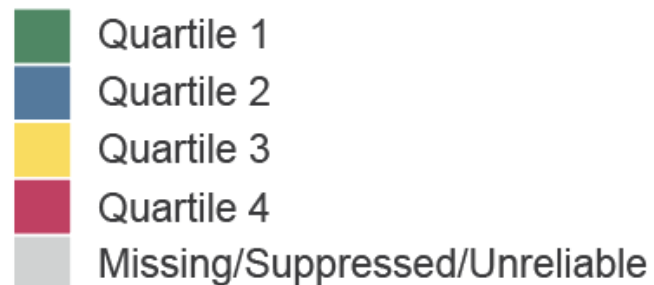 Quartile 1
Quartile 2
Quartile 3
Quartile 4
Missing/Suppressed/Unreliable